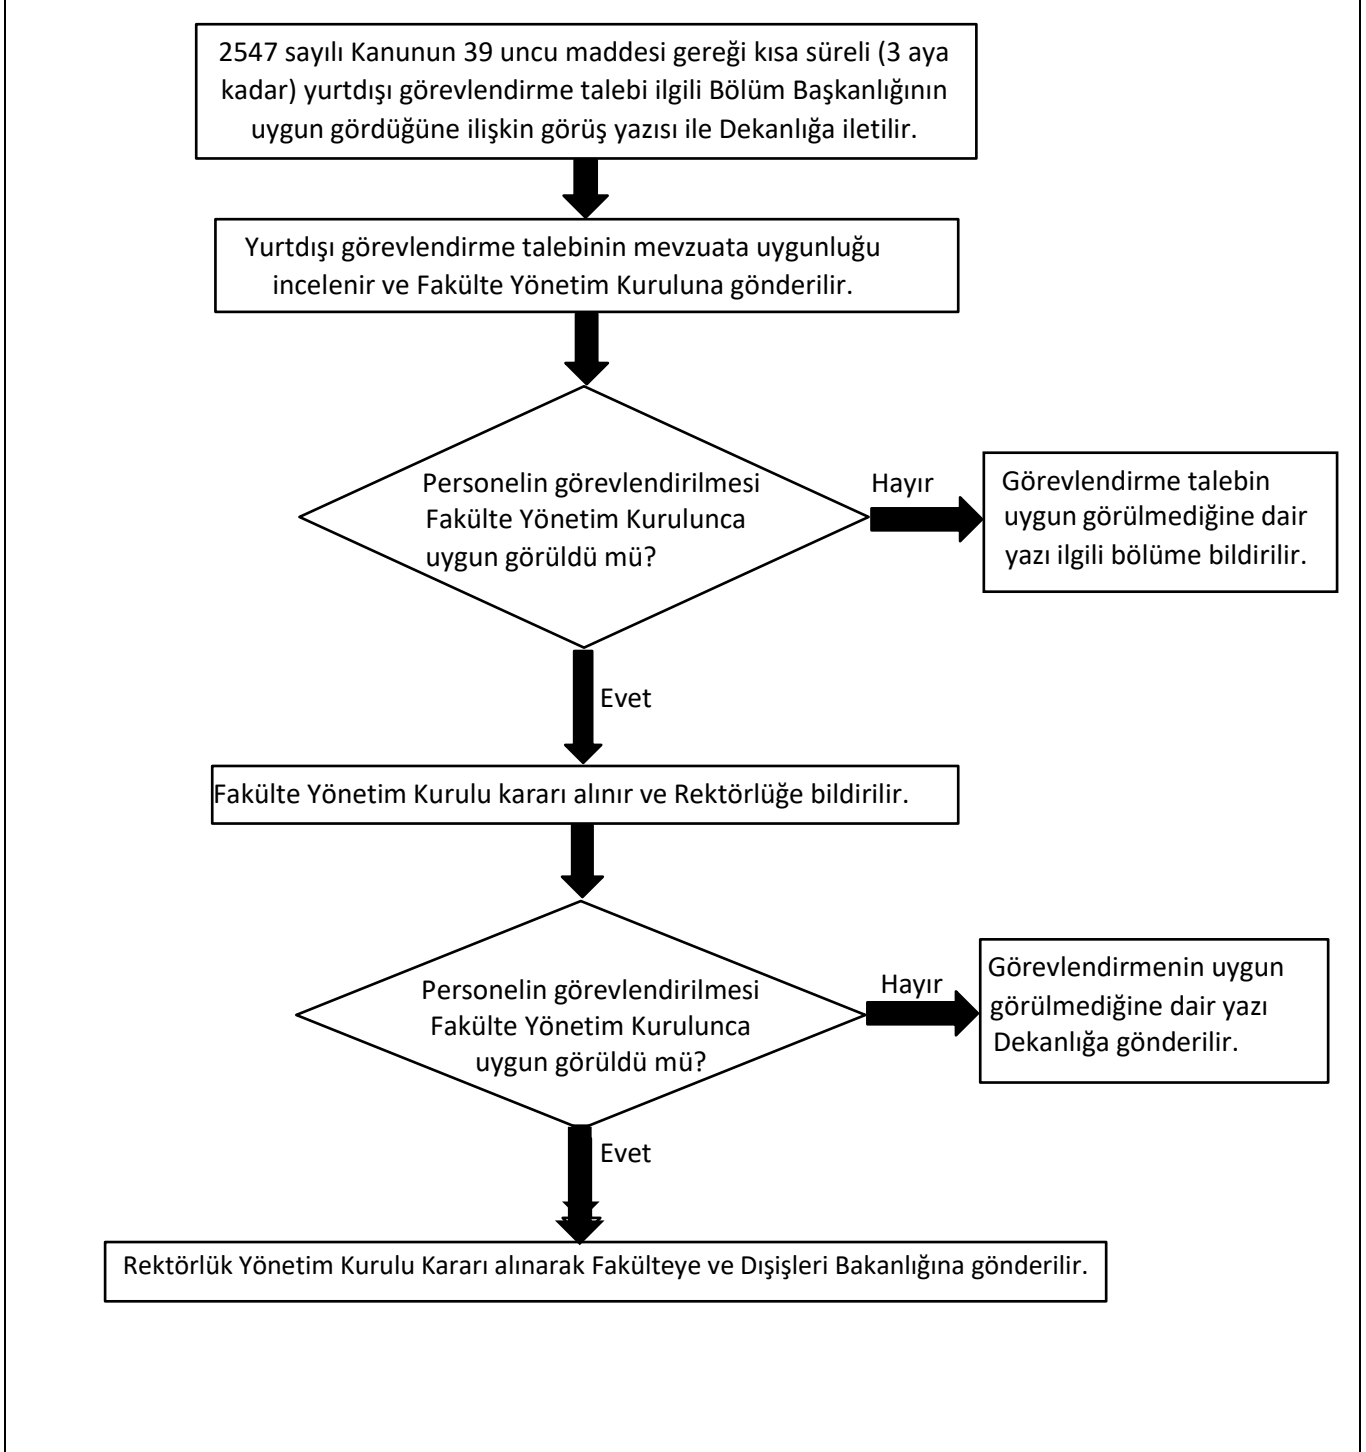 2547 sayılı Kanunun 39 uncu maddesi gereği kısa süreli (3 aya
kadar) yurtdışı görevlendirme talebi ilgili Bölüm Başkanlığının
uygun gördüğüne ilişkin görüş yazısı ile Dekanlığa iletilir.
Yurtdışı görevlendirme talebinin mevzuata uygunluğu
incelenir ve Fakülte Yönetim Kuruluna gönderilir.
Personelin görevlendirilmesi
Fakülte Yönetim Kurulunca
uygun görüldü mü?
Hayır
Görevlendirme talebin
uygun görülmediğine dair
yazı ilgili bölüme bildirilir.
Evet
Fakülte Yönetim Kurulu kararı alınır ve Rektörlüğe bildirilir.
Personelin görevlendirilmesi
Fakülte Yönetim Kurulunca
uygun görüldü mü?
Hayır
Görevlendirmenin uygun
görülmediğine dair yazı
Dekanlığa gönderilir.
Evet
Rektörlük Yönetim Kurulu Kararı alınarak Fakülteye ve Dışişleri Bakanlığına gönderilir.